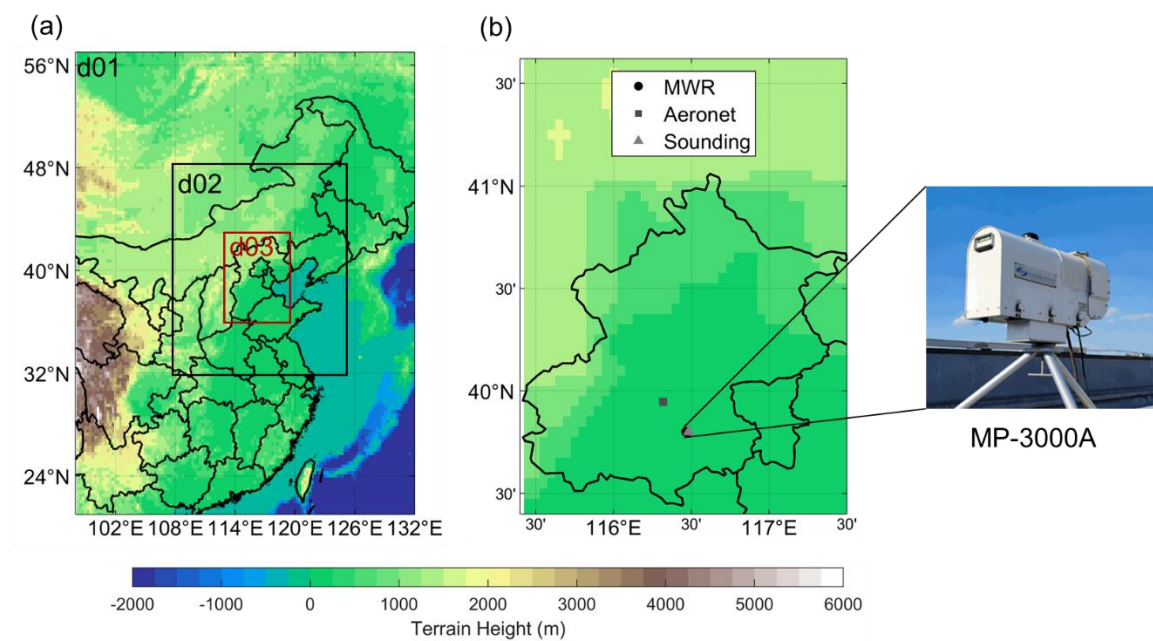 (a)
(b)
d01
d02
d03
56°N
48°N
40°N
32°N
24°N
102°E 108°E 114°E 120°E 126°E 132°E
MWR
Aeronet
Sounding
41°N
30'
40°N
30'
30' 116°E 30' 117°E 30'
30'
MP-3000A
-2000 -1000 0 1000 2000 3000 4000 5000 6000
Terrain Height (m)